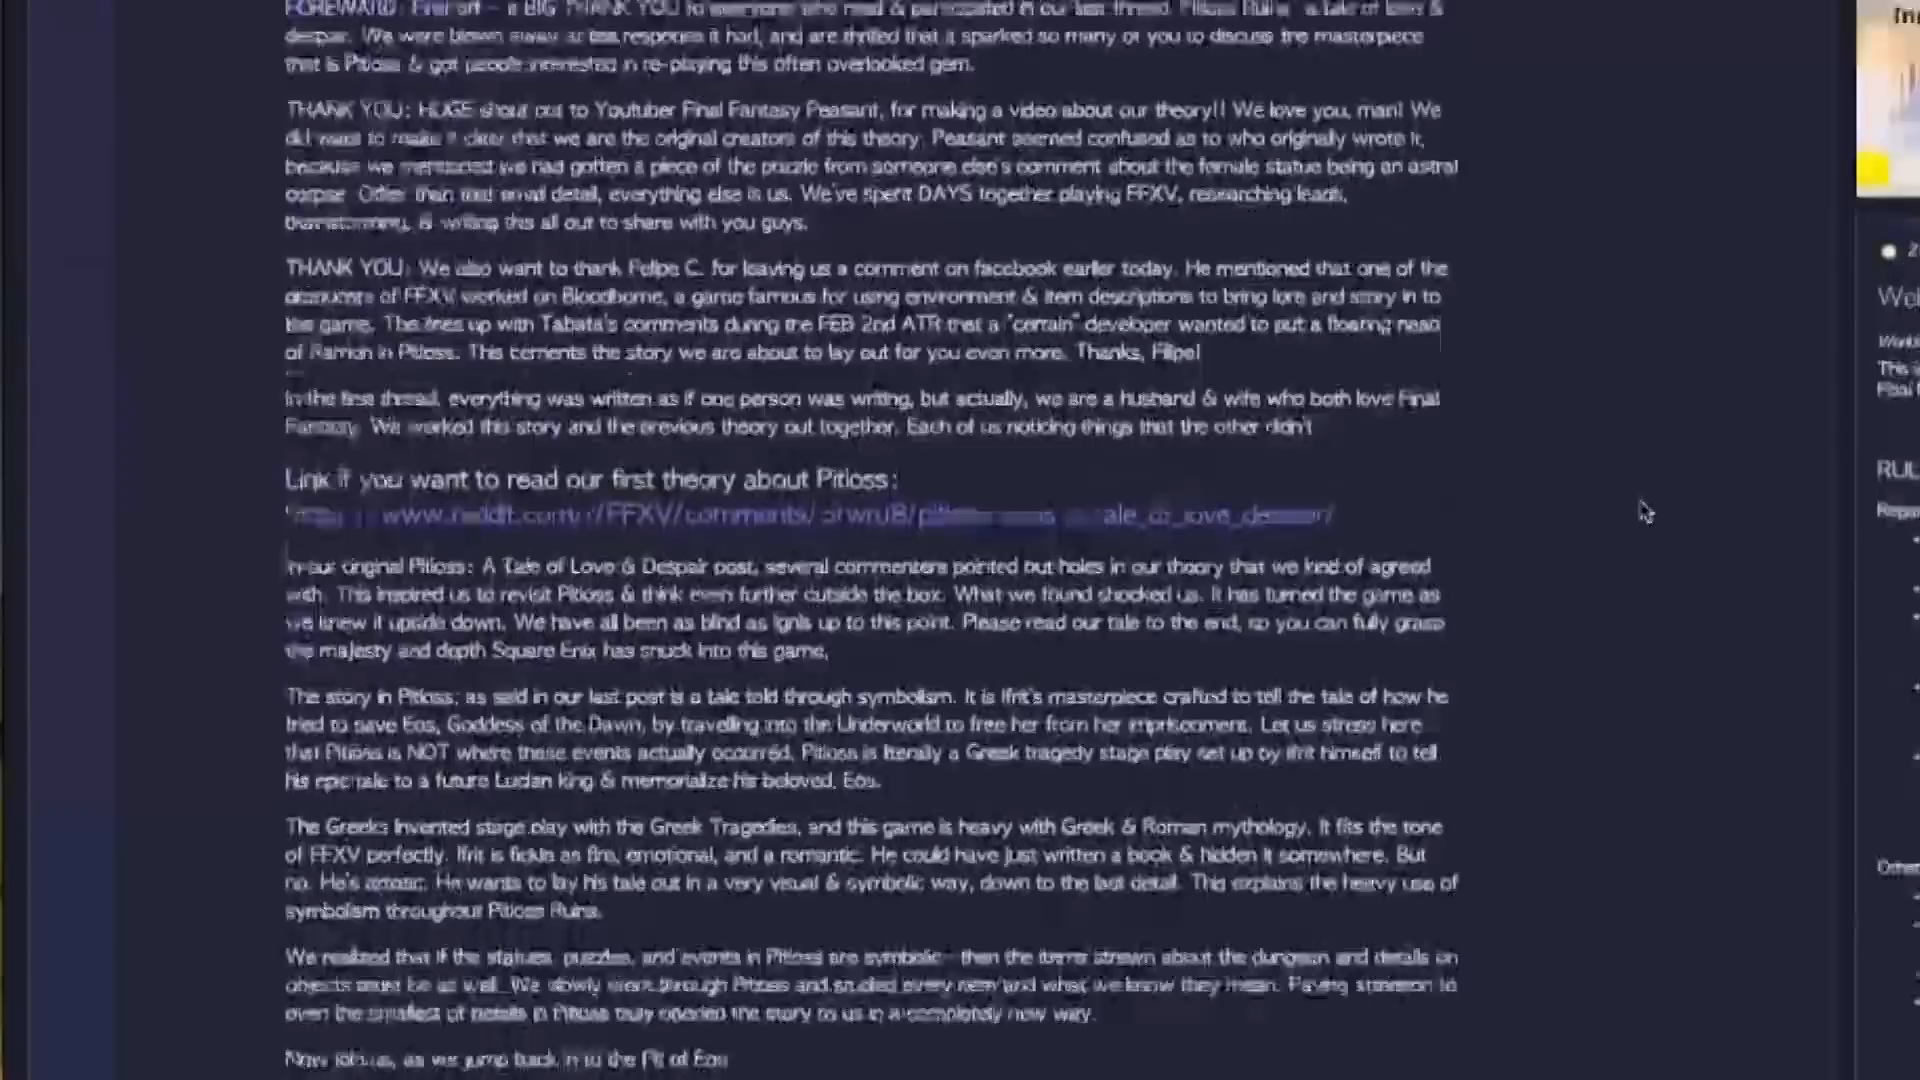 FOREWARD: First off - a BIG THANK YOU to everyone who read & participated in our last thread, Pitioss Ruins: a tale of love &
despair. We were blown away at the response it had, and are thrilled that it sparked so many of you to discuss the masterpiece
that is Pitioss & got people interested in re-playing this often overlooked gem.
THANK YOU: HUGE shout out to Youtuber Final Fantasy Peasant, for making a video about our theory!! We love you, man! We
did want to make it clear that we are the original creators of this theory. Peasant seemed confused as to who originally wrote it,
because we mentioned we had gotten a piece of the puzzle from someone else's comment about the female statue being an astral
corpse. Other than that small detail, everything else is us. We've spent DAYS together playing FFXV, researching leads,
brainstorming, & writing this all out to share with you guys.
THANK YOU: We also want to thank Felipe C. for leaving us a comment on facebook earlier today. He mentioned that one of the
of FFXV worked on Bloodborne, a game famous for using environment & item descriptions to bring lore and story in to
the game. The lines up with Tabata's comments during the FEB 2nd ATR that a "certain" developer wanted to put a floating head
of in Pitioss. This cements the story we are about to lay out for you even more. Thanks, Filipe!
In the first thread, everything was written as if one person was writing, but actually, we are a husband & wife who both love Final
Fantasy. We worked this story and the previous theory out together. Each of us noticing things that the other didn't
Link if you want to read our first theory about Pitioss:
www.reddit.com/r/FFXV/comments/
In our original Pitioss: A Tale of Love & Despair post, several commenters pointed out holes in our theory that we kind of agreed
with. This inspired us to revisit Pitioss & think even further outside the box. What we found shocked us. It has turned the game as
we knew it upside down. We have all been as blind as Ignis up to this point. Please read our tale to the end, so you can fully grasp
the majesty and depth Square Enix has snuck into this game.
The story in Pitioss, as said in our last post is a tale told through symbolism. It is Ifrit's masterpiece crafted to tell the tale of how he
tried to save Eos, Goddess of the Dawn, by travelling into the Underworld to free her from her imprisonment. Let us stress here
that Pitioss is NOT where these events actually occurred. Pitioss is literally a Greek tragedy stage play set up by Ifrit himself to tell
his epic tale to a future Lucian king & memorialize his beloved, Eos.
The Greeks invented stage play with the Greek Tragedies, and this game is heavy with Greek & Roman mythology. It fits the tone
of FFXV perfectly. Ifrit is fickle as fire, emotional, and a romantic. He could have just written a book & hidden it somewhere. But
no. He's artistic. He wants to lay his tale out in a very visual & symbolic way, down to the last detail. This explains the heavy use of
symbolism throughout Pitioss Ruins.
We realized that if the statues, puzzles, and events in Pitioss are symbolic - then the items strewn about the dungeon and details on
objects must be as well. We slowly went through Pitioss and studied every item and what we know they mean. Paying attention to
even the smallest of details in Pitioss truly opened the story to us in a completely new way.
Now join us, as we jump back in to the Pit of Eos
RUL